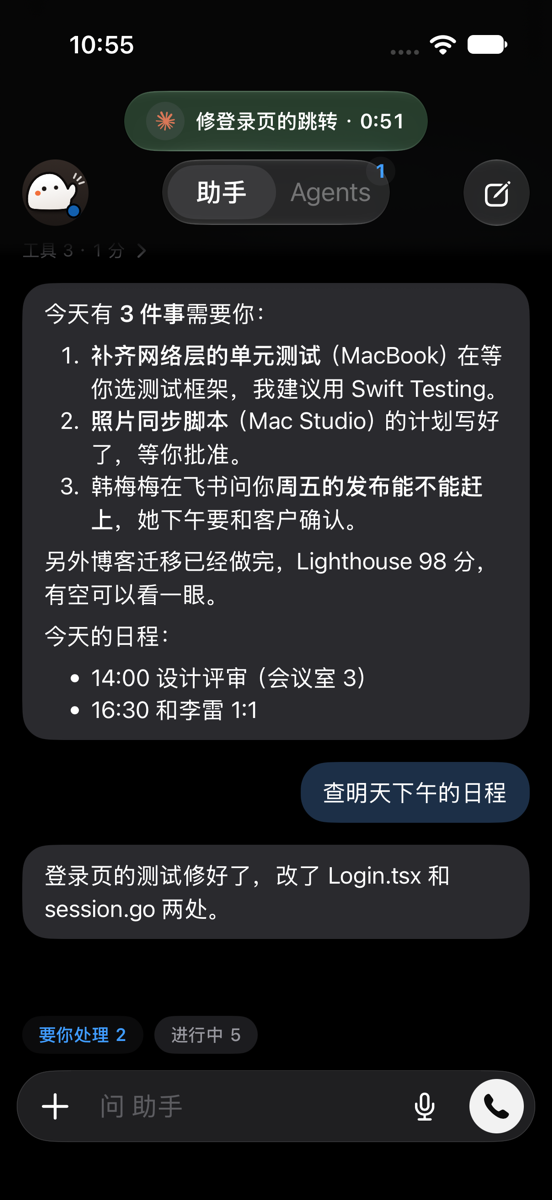 10:55
修登录页的跳转 · 0:51
助手
Agents
1
工具 3 · 1 分
今天有 3 件事需要你：
1. 补齐网络层的单元测试（MacBook）在等
你选测试框架，我建议用 Swift Testing。
2. 照片同步脚本（Mac Studio）的计划写好
了，等你批准。
3. 韩梅梅在飞书问你周五的发布能不能赶
上，她下午要和客户确认。
另外博客迁移已经做完，Lighthouse 98 分，
有空可以看一眼。
今天的日程：
• 14:00 设计评审（会议室 3）
• 16:30 和李雷 1:1
查明天下午的日程
登录页的测试修好了，改了 Login.tsx 和
session.go 两处。
要你处理 2
进行中 5
问 助手